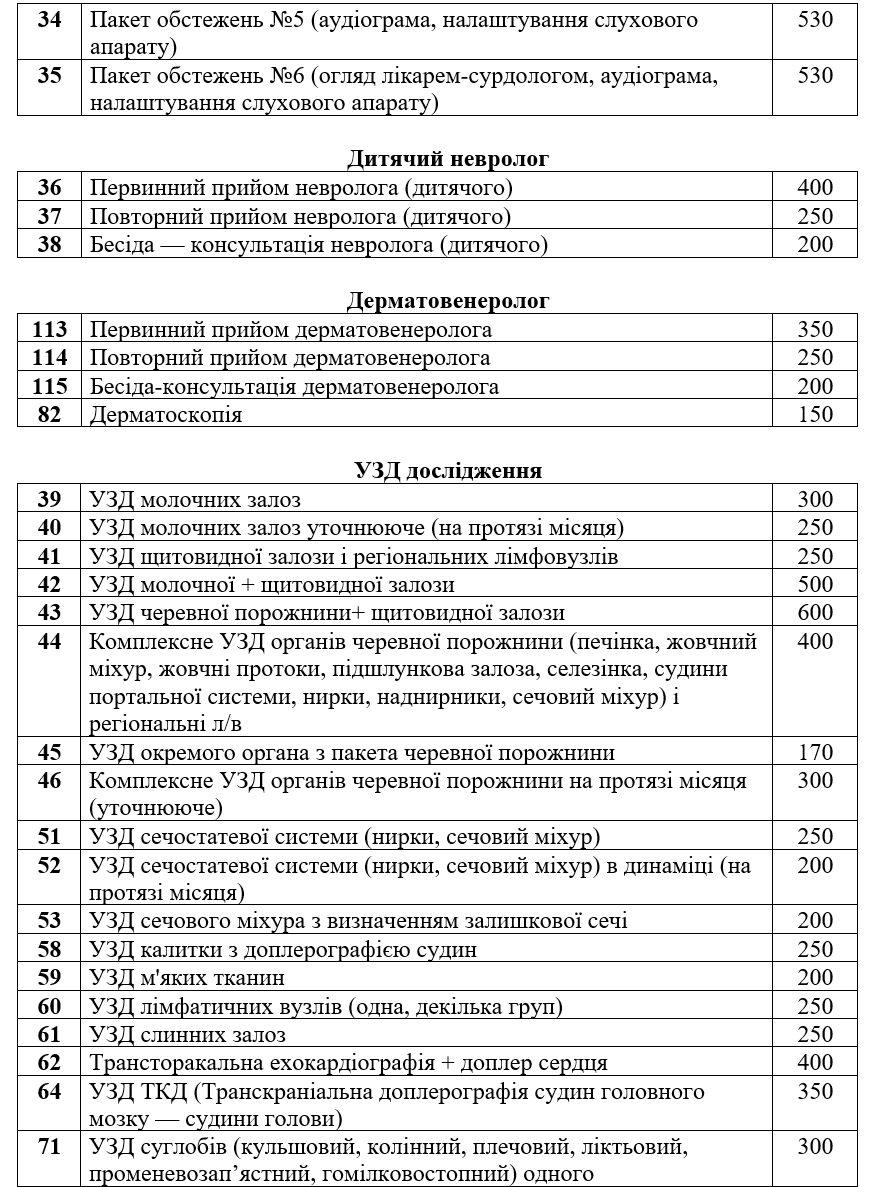 34 Пакет обстежень №5 (аудіограма, налаштування слухового 530
апарату)
35 Пакет обстежень №6 (огляд лікарем-сурдологом, аудіограма, 530
налаштування слухового апарату)
Дитячий невролог
36 Первинний прийом невролога (дитячого) 400
37 Повторний прийом невролога (дитячого) 250
38 Бесіда — консультація невролога (дитячого) 200
Дерматовенеролог
113 Первинний прийом дерматовенеролога 350
114 Повторний прийом дерматовенеролога 250
115 Бесіда-консультація дерматовенеролога 200
82 Дерматоскопія 150
УЗД дослідження
39 УЗД молочних залоз 300
40 УЗД молочних залоз уточнююче (на протязі місяця) 250
41 УЗД щитовидної залози і регіональних лімфовузлів 250
42 УЗД молочної + щитовидної залози 500
43 УЗД черевної порожнини+ щитовидної залози 600
44 Комплексне УЗД органів черевної порожнини (печінка, жовчний 400
міхур, жовчні протоки, підшлункова залоза, селезінка, судини
портальної системи, нирки, наднирники, сечовий міхур) і
регіональні л/в
45 УЗД окремого органа з пакета черевної порожнини 170
46 Комплексне УЗД органів черевної порожнини на протязі місяця 300
(уточнююче)
51 УЗД сечостатевої системи (нирки, сечовий міхур) 250
52 УЗД сечостатевої системи (нирки, сечовий міхур) в динаміці (на 200
протязі місяця)
53 УЗД сечового міхура з визначенням залишкової сечі 200
58 УЗД калитки з доплерографією судин 250
59 УЗД м'яких тканин 200
60 УЗД лімфатичних вузлів (одна, декілька груп) 250
61 УЗД слинних залоз 250
62 Трансторакальна ехокардіографія + доплер сердця 400
64 УЗД ТКД (Транскраніальна доплерографія судин головного 350
мозку — судини голови)
71 УЗД суглобів (кульшовий, колінний, плечовий, ліктьовий, 300
променевозап’ястний, гомілковостопний) одного